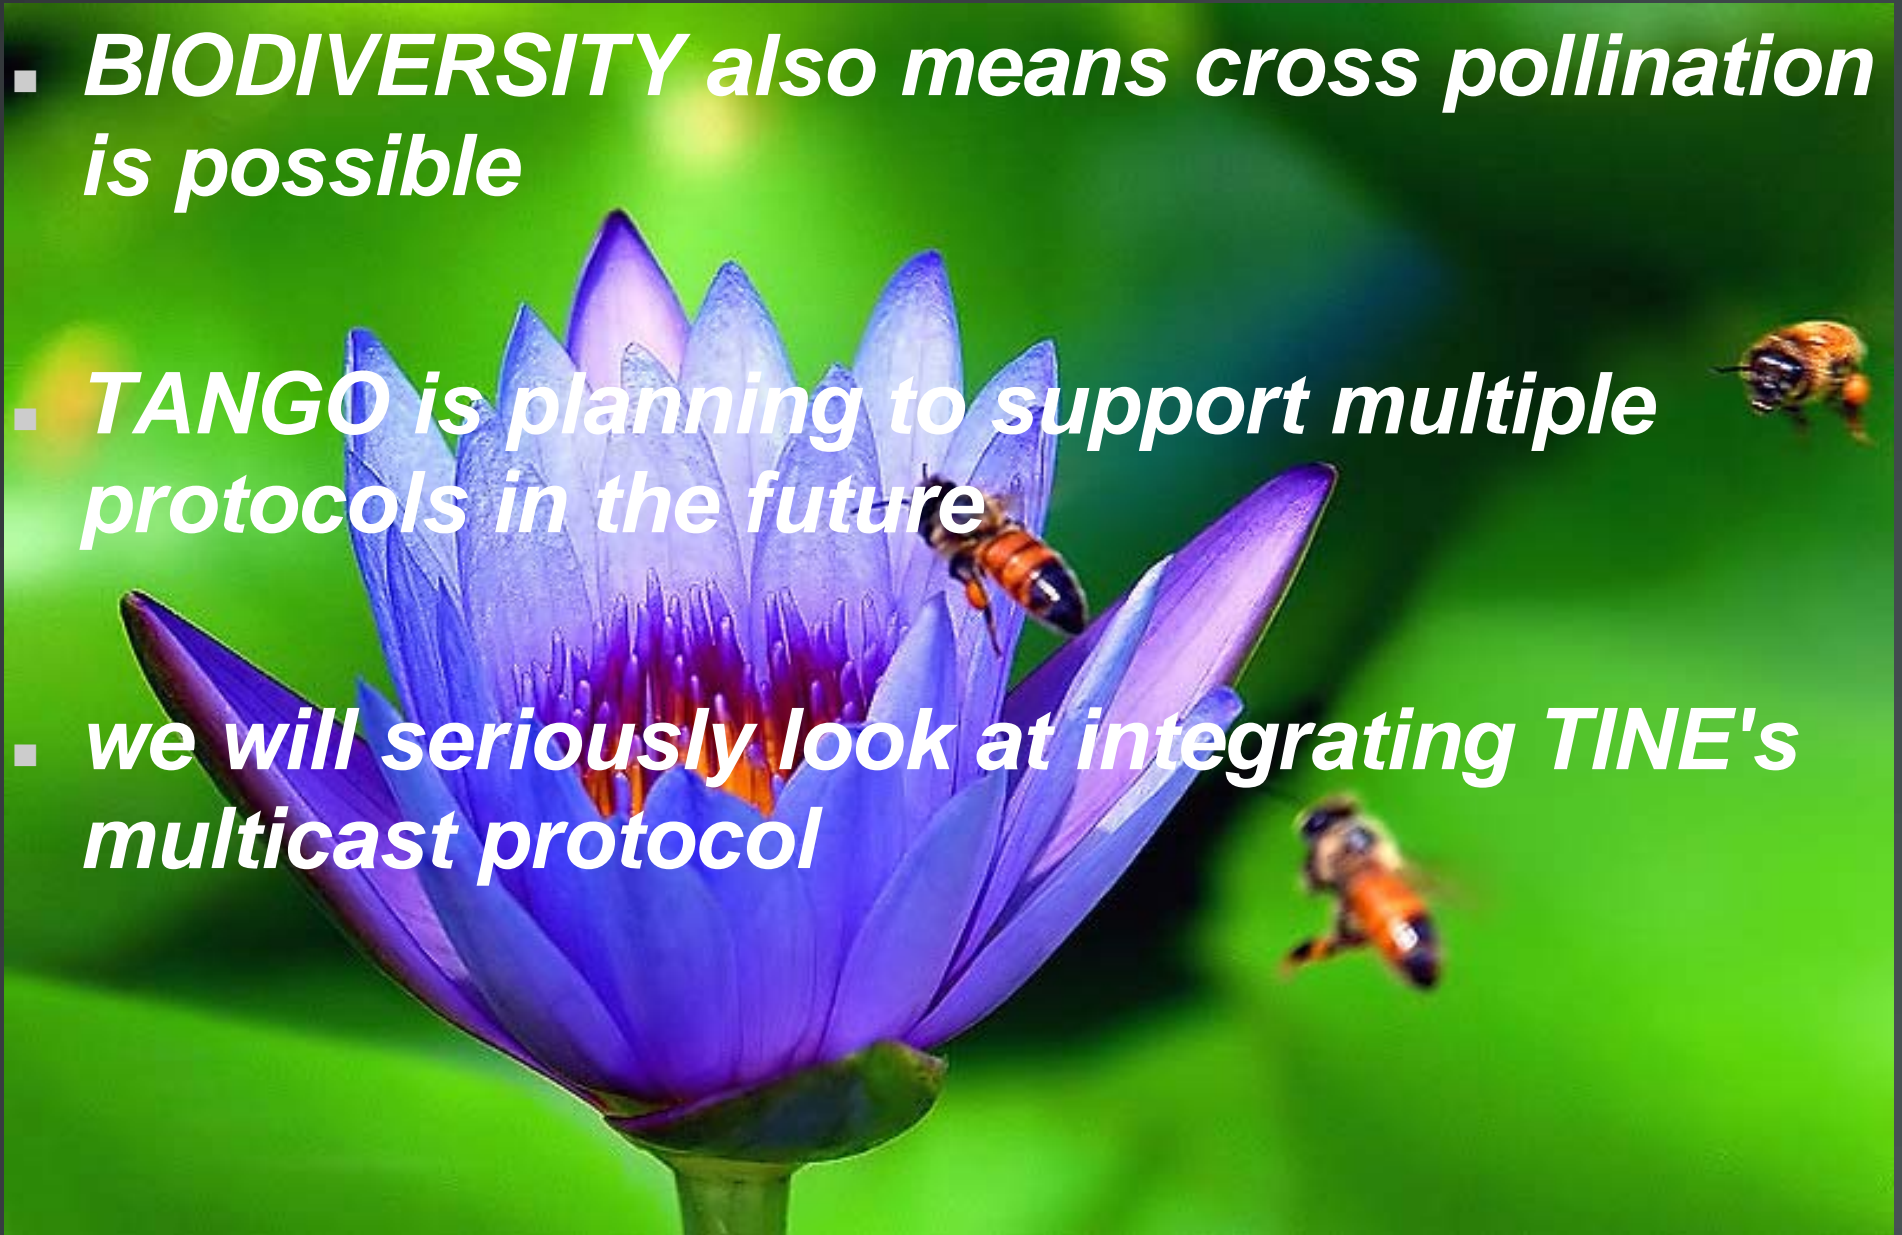 BIODIVERSITY also means cross pollination
is possible
TANGO is planning to support multiple
protocols in the future
we will seriously look at integrating TINE's
multicast protocol